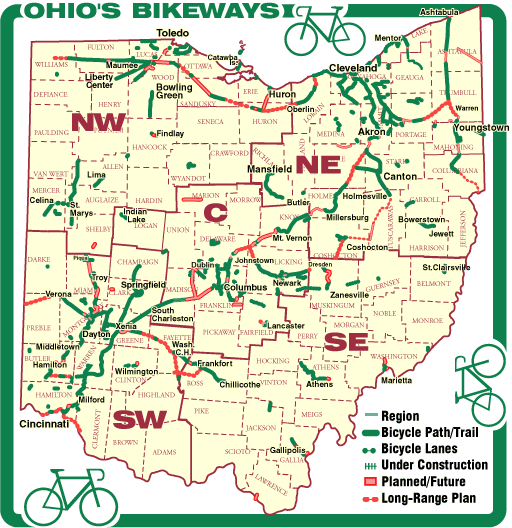 OHIO'S BIKEWAYS
Ashtabula
Toledo
Mentor
LAKE
FULTON
LUCAS
WILLIAMS
Maumee
OTTAWA
Catawba Is.
Cleveland
ASHTABULA
GEAUGA
Liberty Center
WOOD
Bowling Green
ERIE
Huron
TRUMBULL
DEFIANCE
HENRY
SANDUSKY
Oberlin
LORAIN
Warren
NW
SENECA
HURON
MEDINA
Akron
PORTAGE
Youngstown
PAULDING
Findlay
MAHONING
HANCOCK
CRAWFORD
RICHLAND
NE
STARK
VAN WERT
ALLEN
Lima
WYANDOT
Mansfield
Canton
COLUMBIANA
MERCER
HARDIN
MARION
MORROW
Butler
HOLMES
Holmesville
CARROLL
Celina
St. Marys
AUGLAIZE
Indian Lake
LOGAN
C
KNOX
Millersburg
TUSCARAWAS
Bowerstown
JEFFERSON
SHELBY
UNION
DELAWARE
Mt. Vernon
Jewett
HARRISON
Coshocton
COSHOCTON
DARKE
Piqua
CHAMPAIGN
Dublin
Johnstown
LICKING
Dresden
St.Clairsville
Troy
MIAMI
CLARK
Springfield
MADISON
Columbus
Newark
Zanesville
GUERNSEY
BELMONT
Verona
South Charleston
FRANKLIN
MUSKINGUM
NOBLE
MONROE
PREBLE
MONTGOMERY
Dayton
Xenia
GREENE
FAYETTE
PICKAWAY
FAIRFIELD
Lancaster
PERRY
MORGAN
SE
Middletown
BUTLER
Hamilton
WARREN
Wash. C.H.
Wilmington
CLINTON
Frankfort
ROSS
Chillicothe
HOCKING
VINTON
ATHENS
Athens
WASHINGTON
Marietta
HAMILTON
Milford
SW
HIGHLAND
Cincinnati
CLERMONT
BROWN
ADAMS
PIKE
JACKSON
MEIGS
SCIOTO
Gallipolis
GALLIA
LAWRENCE
Region
Bicycle Path/Trail
Bicycle Lanes
Under Construction
Planned/Future
Long-Range Plan